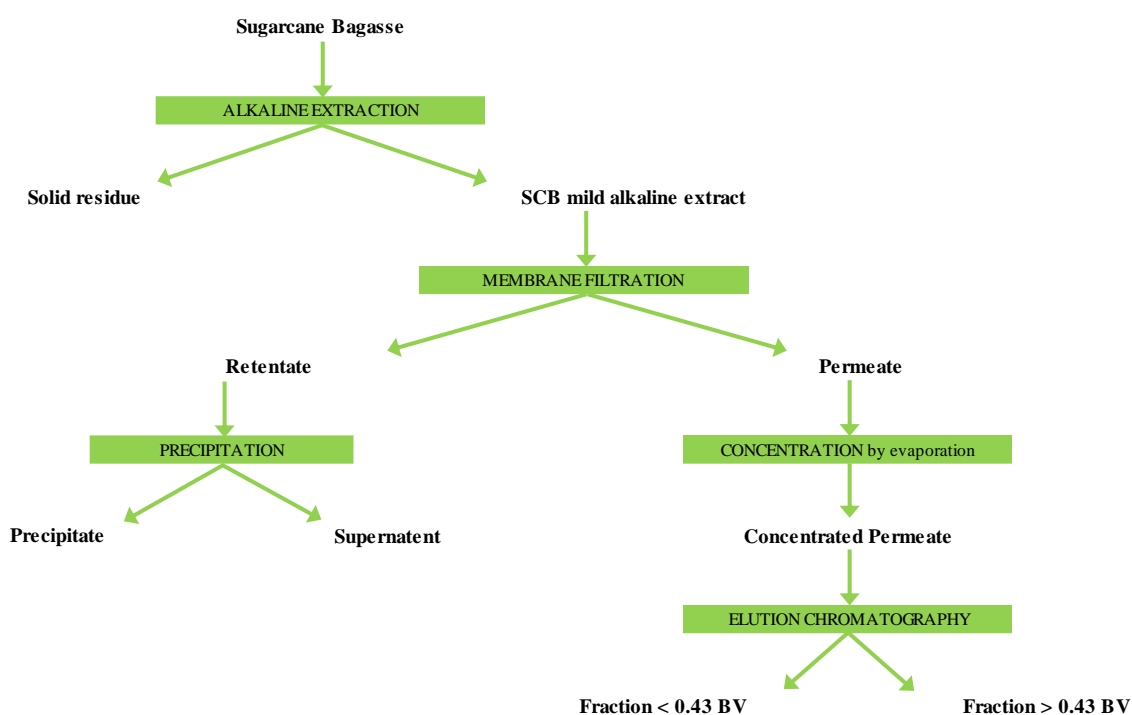 Sugarcane Bagasse
ALKALINE EXTRACTION
Solid residue
SCB mild alkaline extract
MEMBRANE FILTRATION
Retentate
Permeate
PRECIPITATION
CONCENTRATION by evaporation
Precipitate
Supernatent
Concentrated Permeate
ELUTION CHROMATOGRAPHY
Fraction < 0.43 BV
Fraction > 0.43 BV